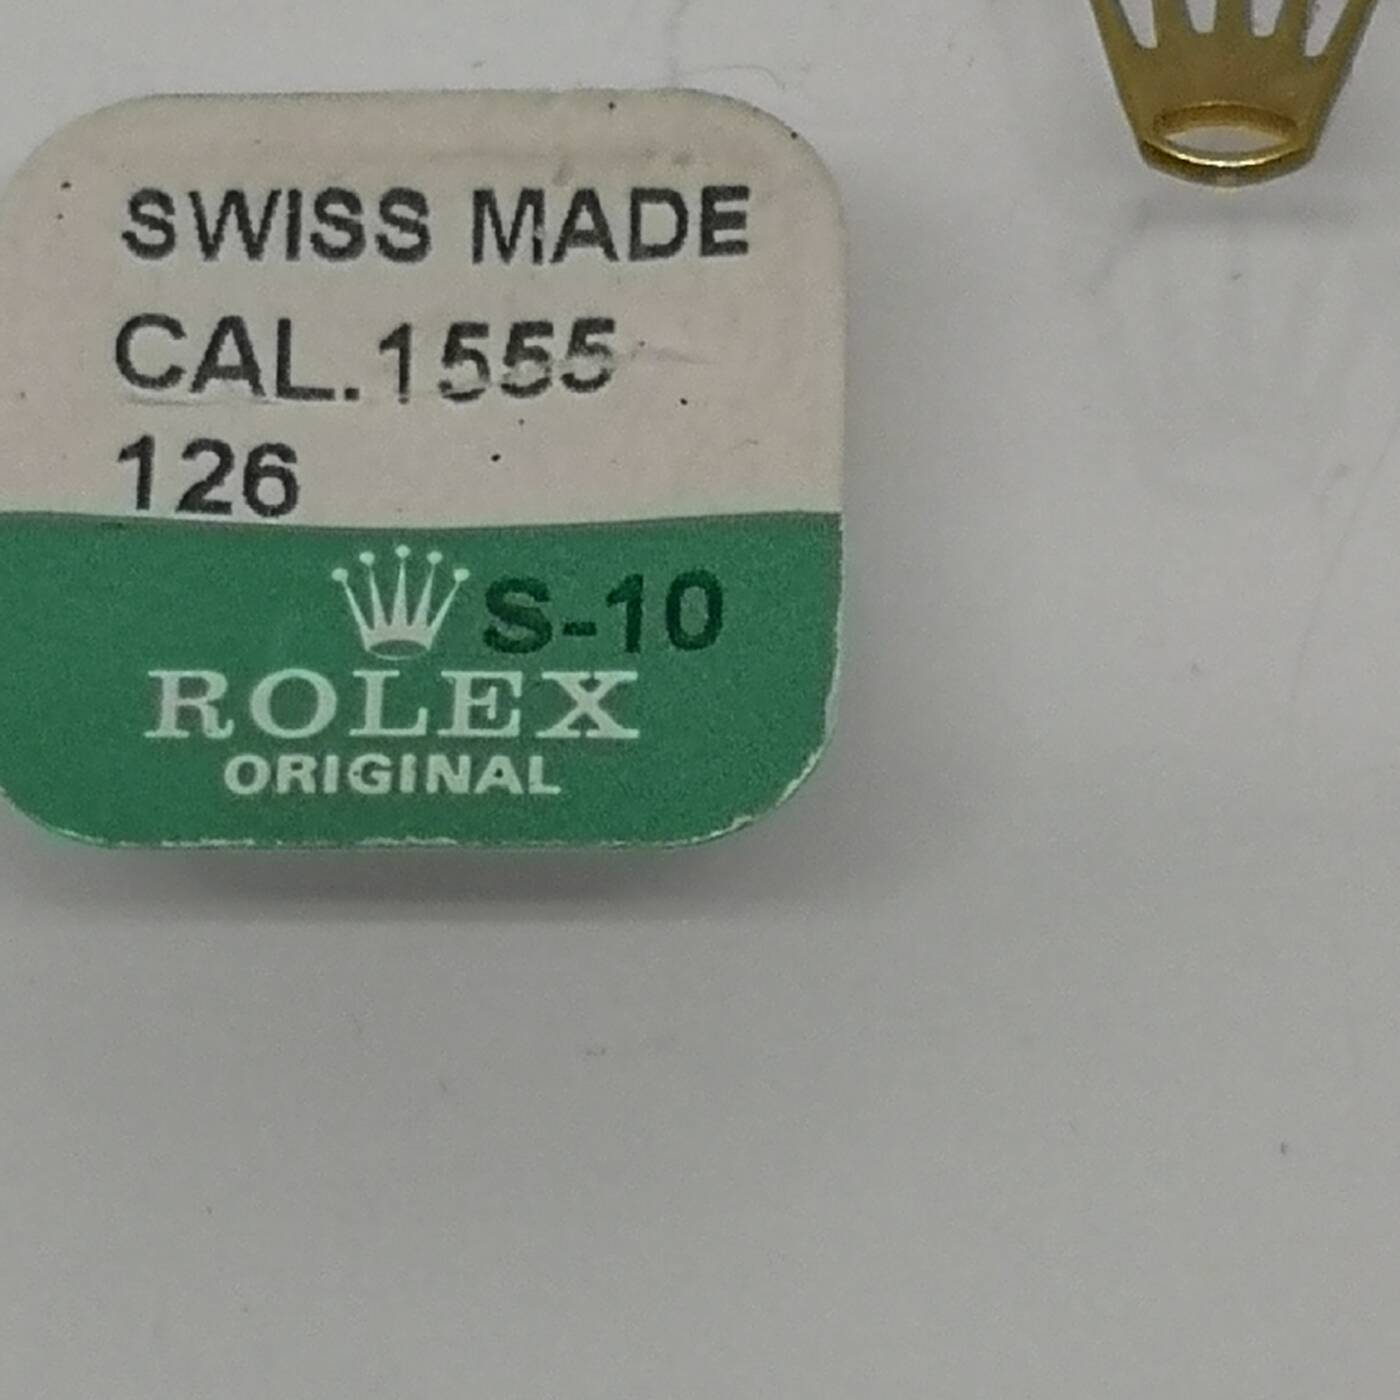 SWISS MADE
CAL.1555
126
S-10
ROLEX
ORIGINAL